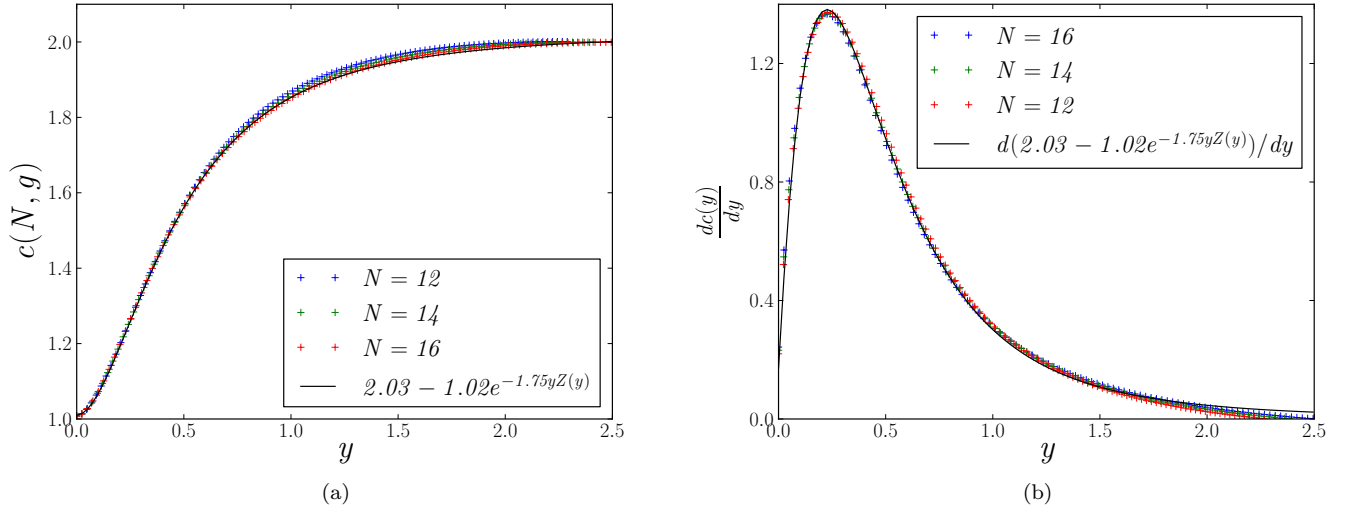 2.0
1.8
1.6
1.4
1.2
1.0
0.0
0.5
1.0
1.5
2.0
2.5
c(N, g)
y
N = 12
N = 14
N = 16
2.03 − 1.02e^{−1.75yZ(y)}
(a)
1.2
0.8
0.4
0.0
0.0
0.5
1.0
1.5
2.0
2.5
dc(y)
dy
y
N = 16
N = 14
N = 12
d(2.03 − 1.02e^{−1.75yZ(y)})/dy
(b)